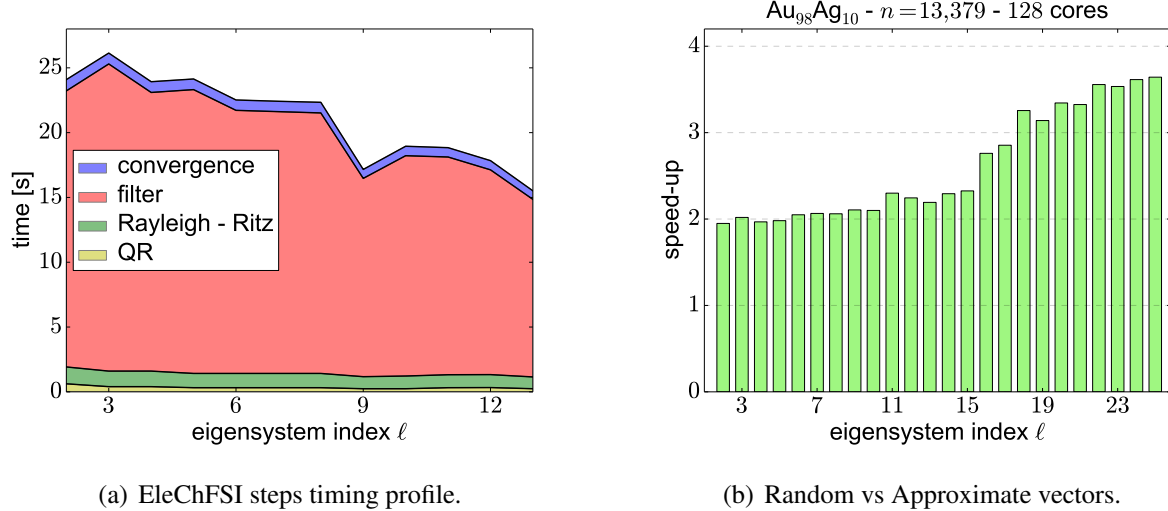 time [s]
25
20
15
10
5
0
convergence
filter
Rayleigh - Ritz
QR
3 6 9 12
eigensystem index ℓ
(a) EleChFSI steps timing profile.
Au₉₈Ag₁₀ - n = 13,379 - 128 cores
speed-up
4
3
2
1
0
3 7 11 15 19 23
eigensystem index ℓ
(b) Random vs Approximate vectors.